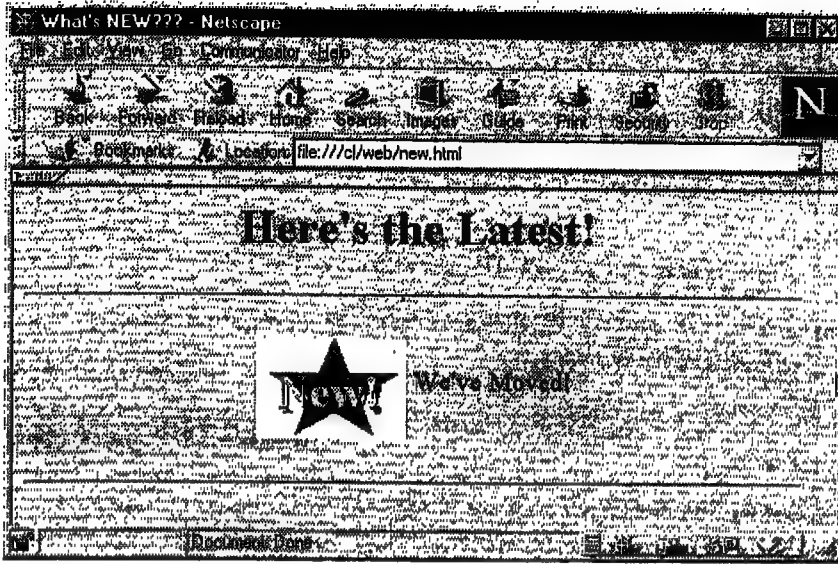 What's NEW??? - Netscape
File Edit View Go Communicator Help
N
Back Forward Reload Home Search Images Guide Print Security Stop
Bookmarks Location: file:///c|/web/new.html
Here's the Latest!
New! We've Moved!
Document: Done